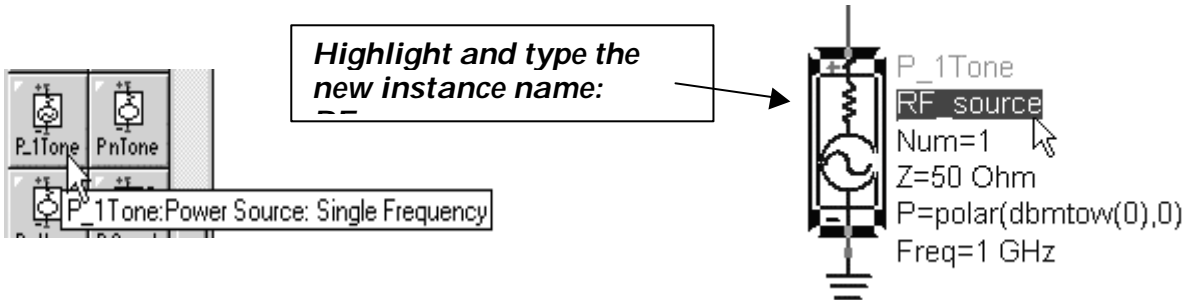 P_1Tone
PnTone
P_1Tone:Power Source: Single Frequency
Highlight and type the
new instance name:
P_1Tone
RF_source
Num=1
Z=50 Ohm
P=polar(dbmtow(0),0)
Freq=1 GHz